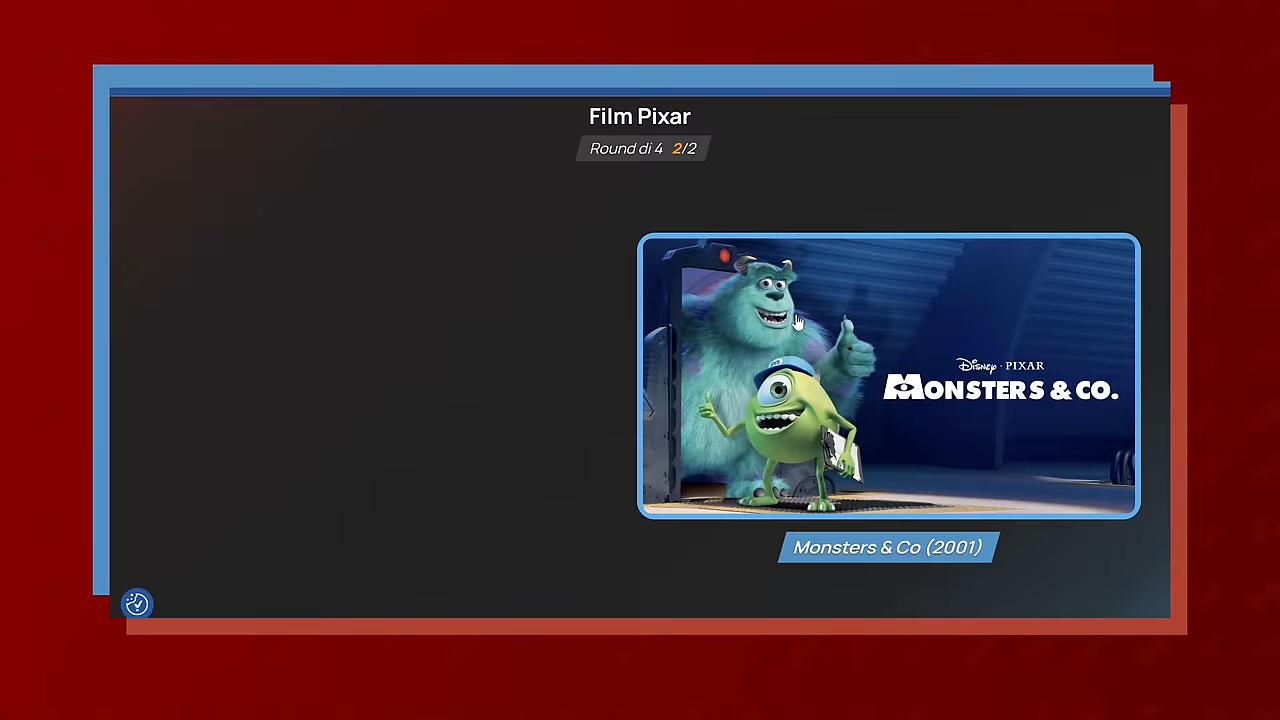 Film Pixar
Round di 4 2/2
Disney · PIXAR
MONSTERS & CO.
Monsters & Co (2001)